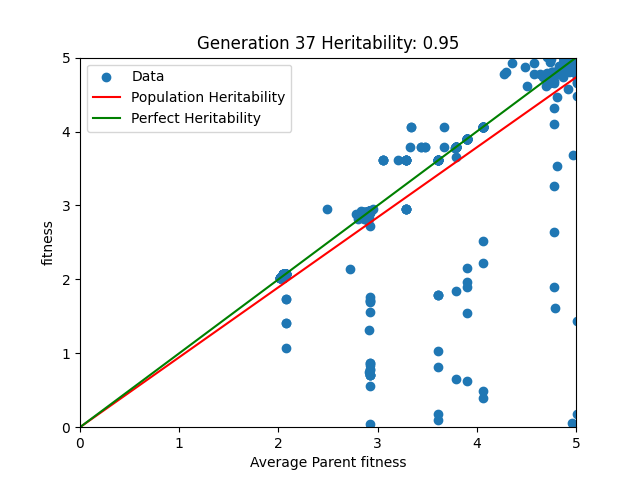 Generation 37 Heritability: 0.95
Data
Population Heritability
Perfect Heritability
5
4
3
2
1
0
fitness
0 1 2 3 4 5
Average Parent fitness